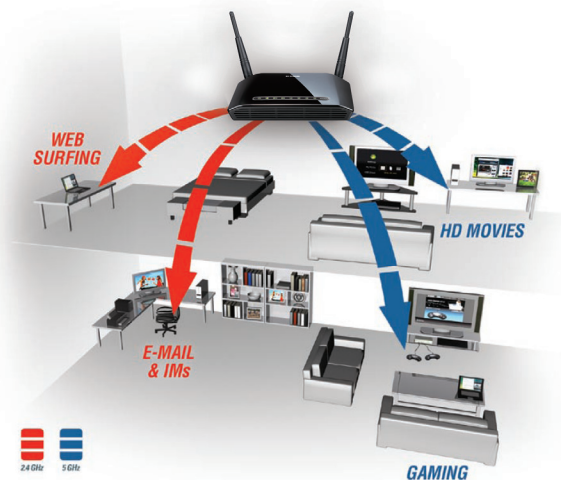 WEB
SURFING
HD MOVIES
E-MAIL
& IMs
2.4 GHz
5 GHz
GAMING